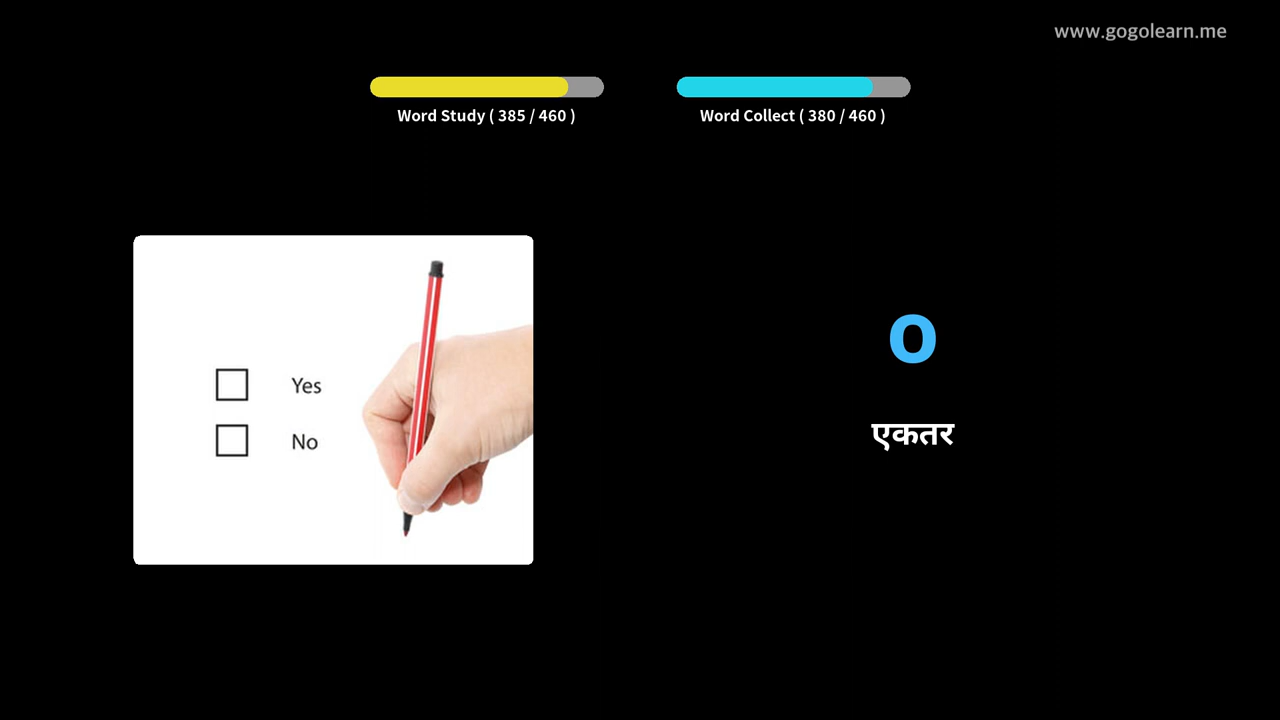 www.gogolearn.me
Word Study ( 385 / 460 )
Word Collect ( 380 / 460 )
Yes
No
o
एकतर